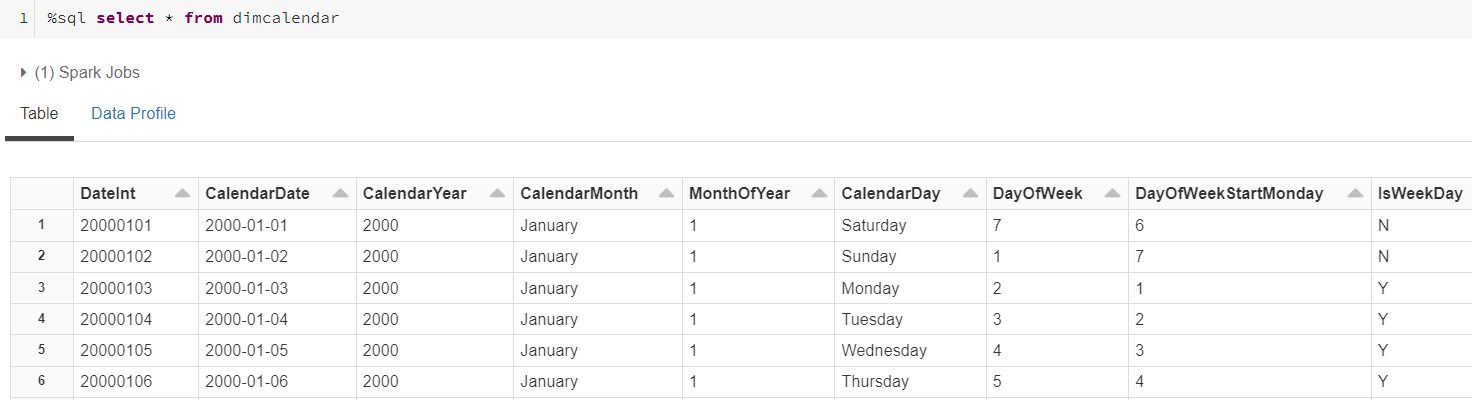 1 %sql select * from dimcalendar
(1) Spark Jobs
Table Data Profile
DateInt CalendarDate CalendarYear CalendarMonth MonthOfYear CalendarDay DayOfWeek DayOfWeekStartMonday IsWeekDay
1 20000101 2000-01-01 2000 January 1 Saturday 7 6 N
2 20000102 2000-01-02 2000 January 1 Sunday 1 7 N
3 20000103 2000-01-03 2000 January 1 Monday 2 1 Y
4 20000104 2000-01-04 2000 January 1 Tuesday 3 2 Y
5 20000105 2000-01-05 2000 January 1 Wednesday 4 3 Y
6 20000106 2000-01-06 2000 January 1 Thursday 5 4 Y